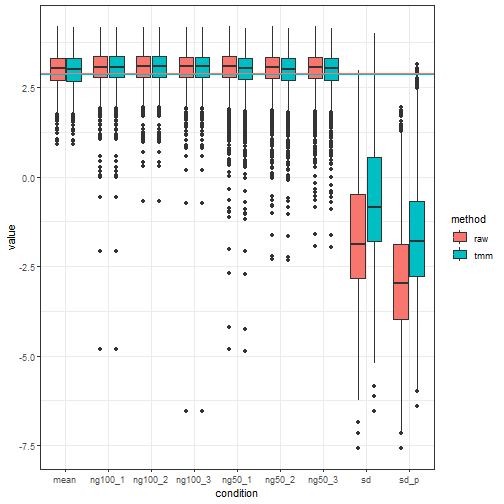 2.5
0.0
-2.5
-5.0
-7.5
value
mean ng100_1 ng100_2 ng100_3 ng50_1 ng50_2 ng50_3 sd sd_p
condition
method
raw
tmm